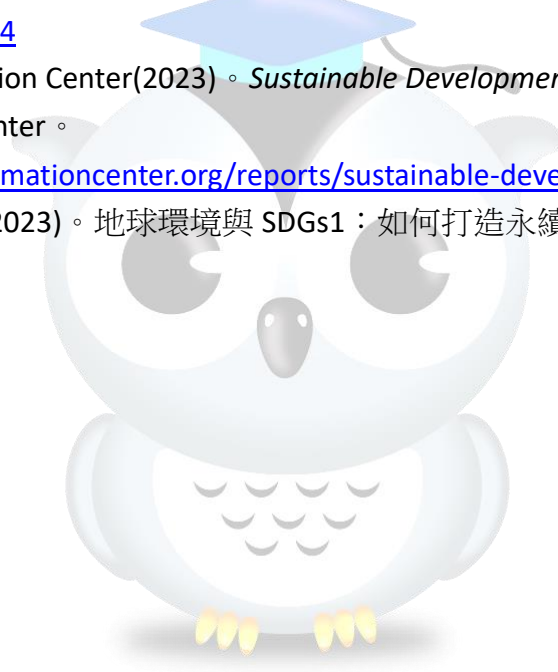 4
ion Center(2023)。Sustainable Developmen
nter。
mationcenter.org/reports/sustainable-deve
2023)。地球環境與 SDGs1：如何打造永續